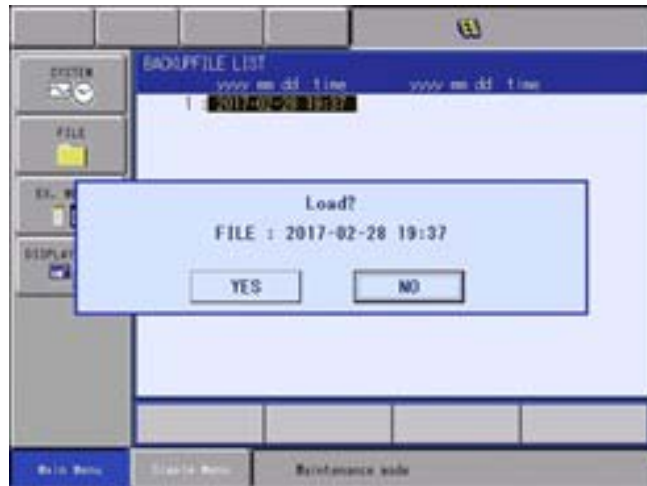 SYSTEM
BACKUPFILE LIST
yyyy mm dd time yyyy mm dd time
1 : 2017-02-28 19:37
FILE
EX.
Load?
FILE : 2017-02-28 19:37
YES NO
Main Menu Simple Menu Maintenance mode